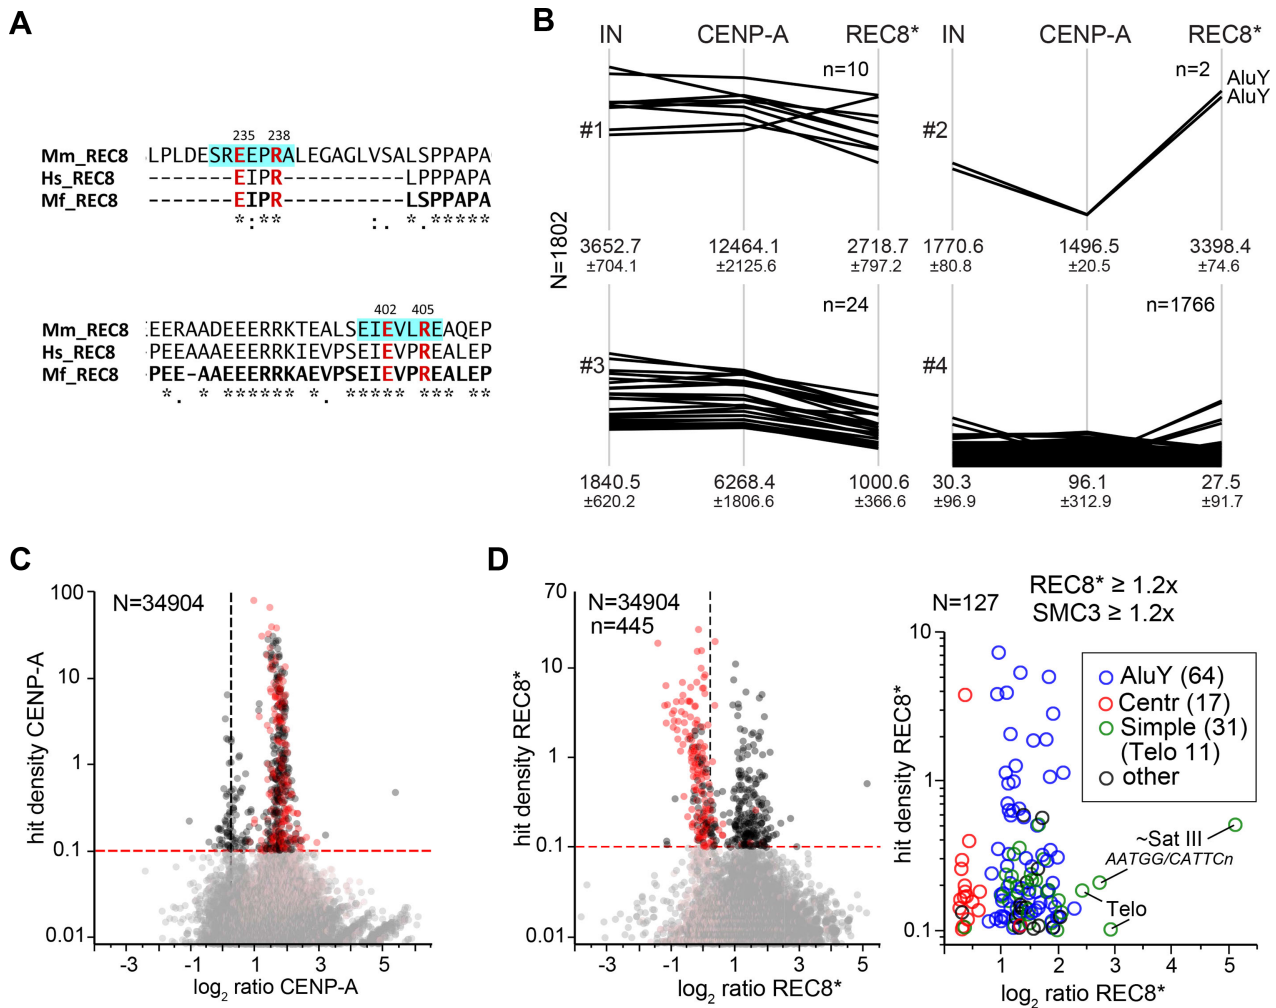 A
235 238
Mm_REC8 LPLDESREEPRALEGAGLVSALSPPAPA
Hs_REC8 --------------EIPR----------LPPPAPA
Mf_REC8 --------------EIPR----------LSPPAPA
*:** :. *.*****
402 405
Mm_REC8 EERAADEEERRKTEALSEIEVLREAQEP
Hs_REC8 PEEAAAEEERRKIEVPSEIEVPREALEP
Mf_REC8 PEE-AAEEERRKAEVPSEIEVPREALEP
*. * ****** *. ***** *** **
B
IN CENP-A REC8* IN CENP-A REC8*
n=10 n=2 AluY
AluY
#1 #2
N=1802
3652.7 12464.1 2718.7 1770.6 1496.5 3398.4
±704.1 ±2125.6 ±797.2 ±80.8 ±20.5 ±74.6
n=24 n=1766
#3 #4
1840.5 6268.4 1000.6 30.3 96.1 27.5
±620.2 ±1806.6 ±366.6 ±96.9 ±312.9 ±91.7
C
hit density CENP-A
100
10
1
0.1
0.01
N=34904
-3 -1 1 3 5
log2 ratio CENP-A
D
hit density REC8*
70
10
1
0.1
0.01
N=34904
n=445
-3 -1 1 3 5
log2 ratio REC8*
REC8* ≥ 1.2x
SMC3 ≥ 1.2x
N=127
hit density REC8*
10
1
0.1
AluY (64)
Centr (17)
Simple (31)
(Telo 11)
other
~Sat III
AATGG/CATTCn
Telo
1 2 3 4 5
log2 ratio REC8*